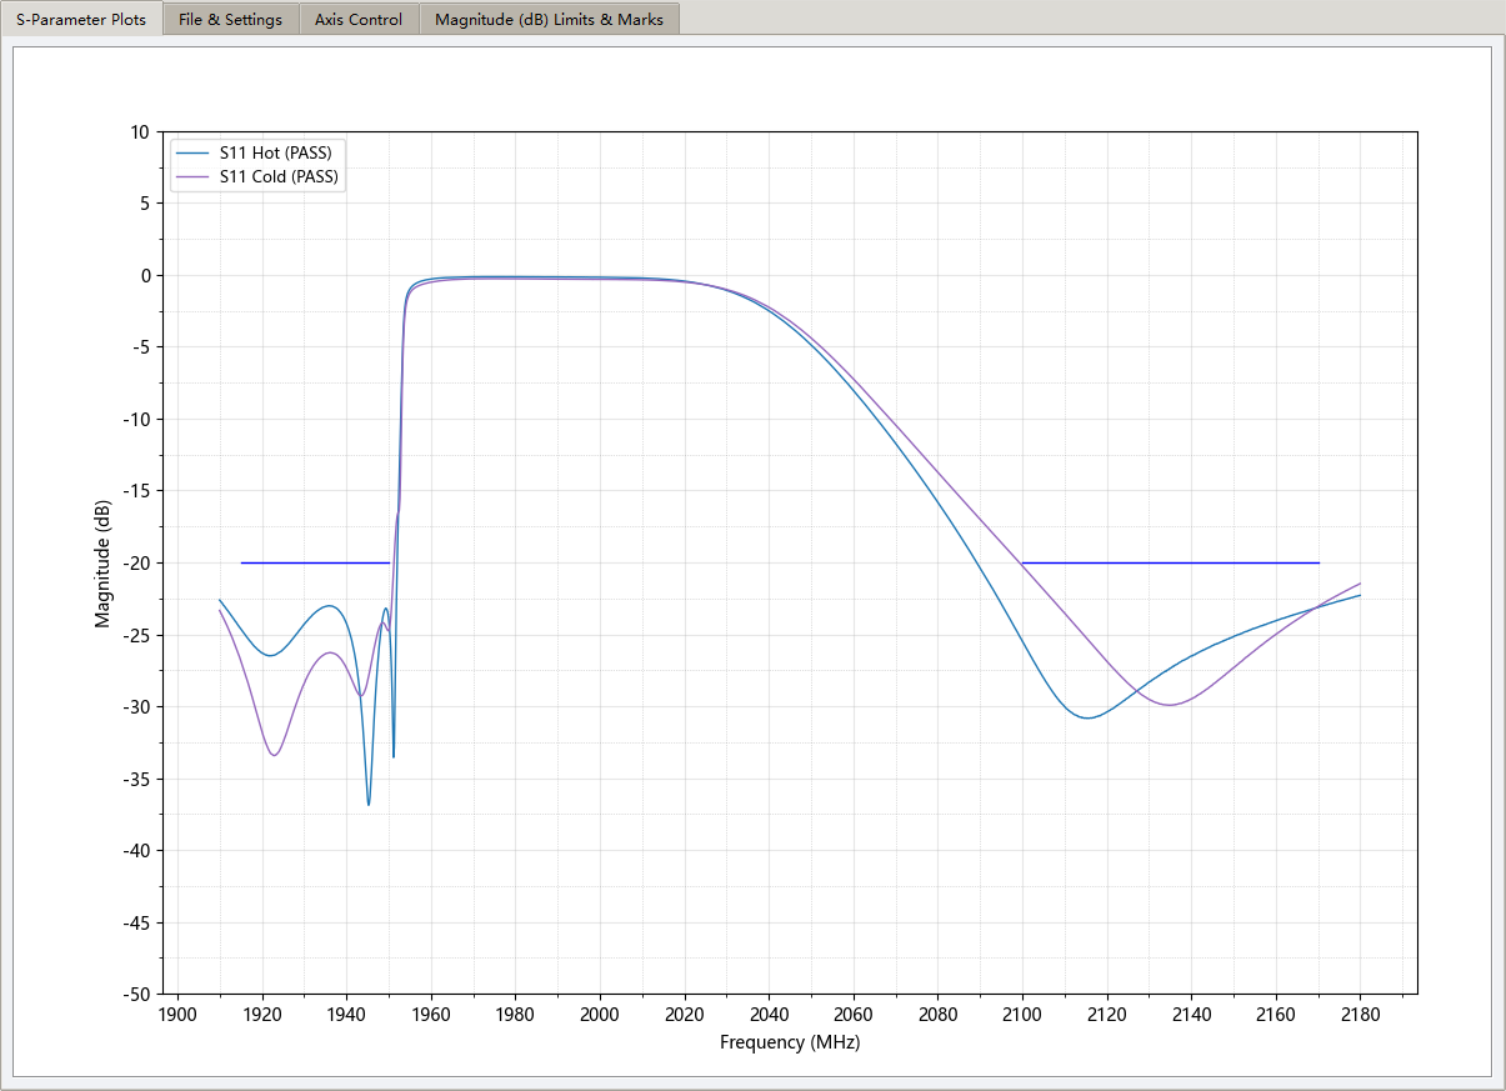 S-Parameter Plots File & Settings Axis Control Magnitude (dB) Limits & Marks
S11 Hot (PASS)
S11 Cold (PASS)
10
5
0
-5
-10
-15
-20
-25
-30
-35
-40
-45
-50
Magnitude (dB)
1900 1920 1940 1960 1980 2000 2020 2040 2060 2080 2100 2120 2140 2160 2180
Frequency (MHz)